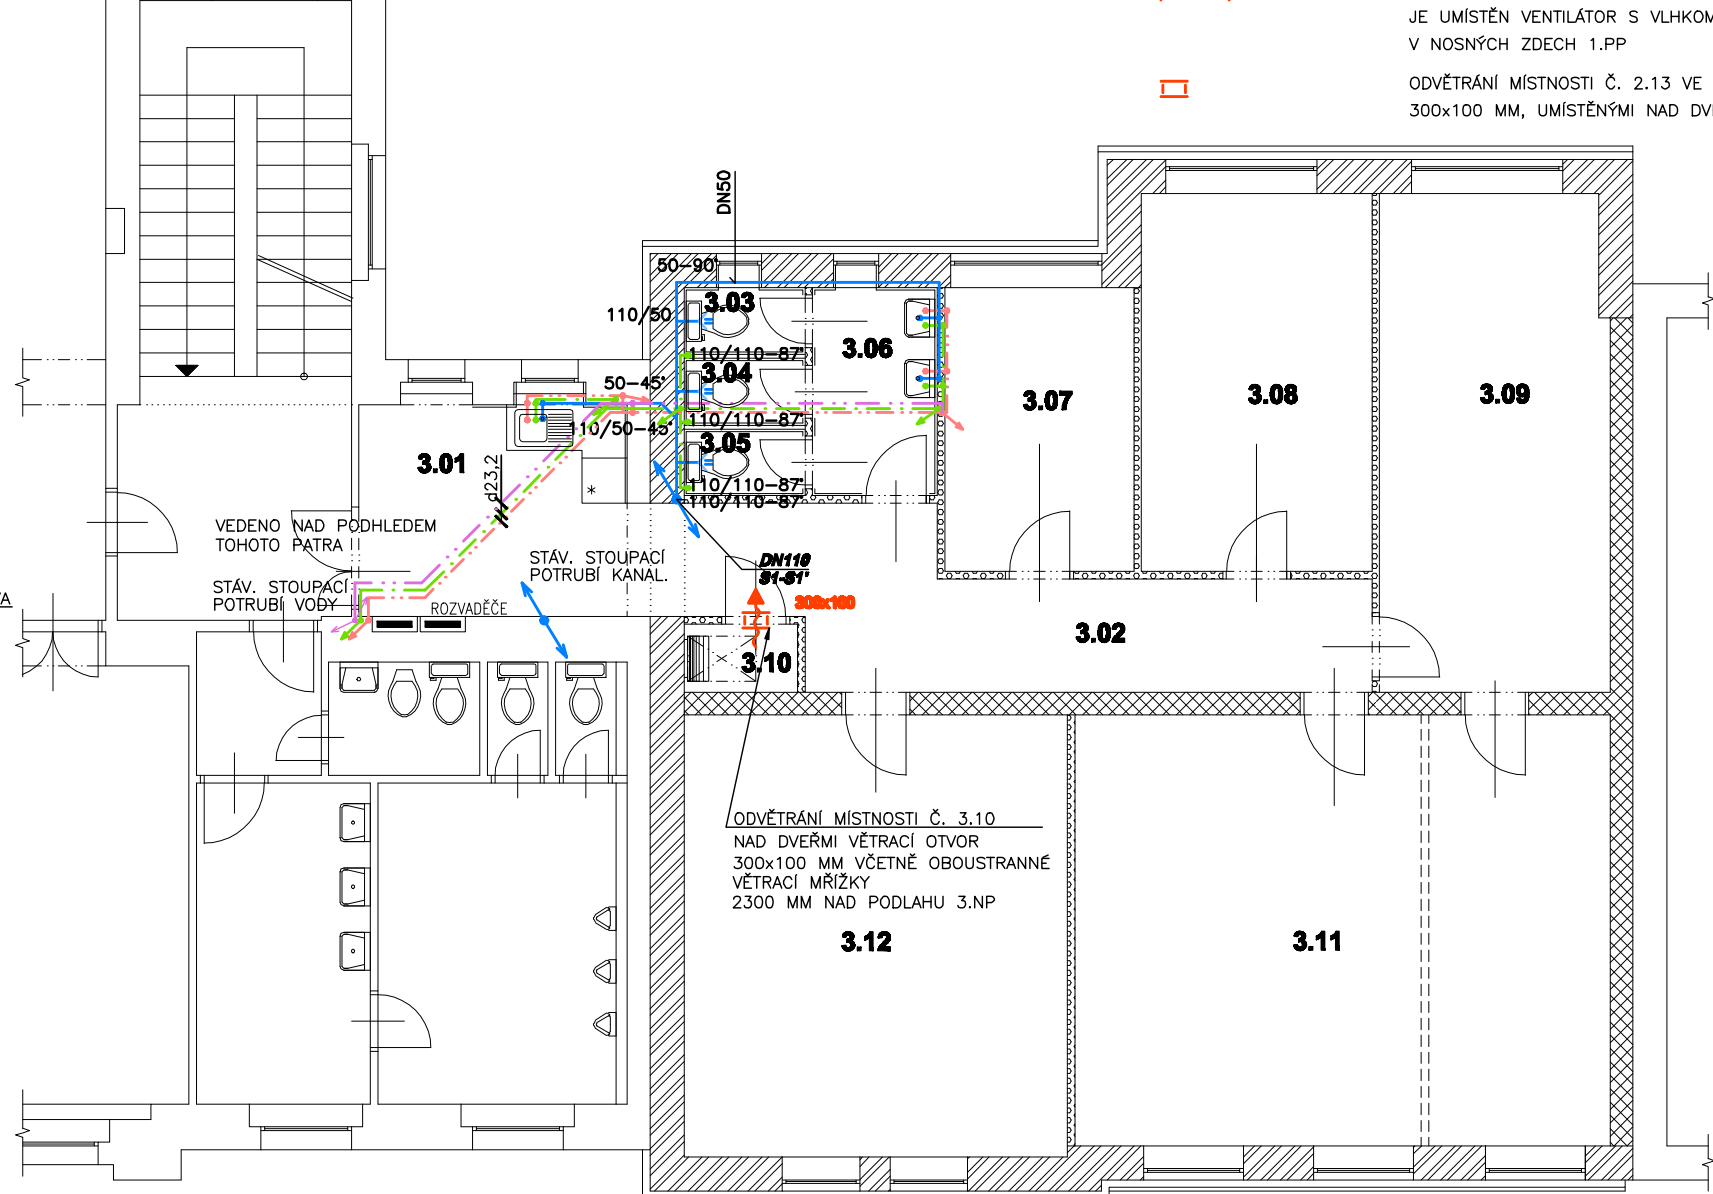 JE UMÍSTĚN VENTILÁTOR S VLHKOM
V NOSNÝCH ZDECH 1.PP
ODVĚTRÁNÍ MÍSTNOSTI Č. 2.13 VE
300x100 MM, UMÍSTĚNÝMI NAD DV
DN50
50-90°
3.03
110/50
110/110-87°
3.06
3.04
50-45°
110/110-87°
110/50-45°
3.05
110/110-87°
110/110-87°
3.07
3.08
3.09
3.01
d23,2
*
VEDENO NAD PODHLEDEM
TOHOTO PATRA
STÁV. STOUPACÍ
POTRUBÍ VODY
STÁV. STOUPACÍ
POTRUBÍ KANAL.
ROZVADĚČE
DN110
S1-S1'
300x100
3.10
3.02
ODVĚTRÁNÍ MÍSTNOSTI Č. 3.10
NAD DVEŘMI VĚTRACÍ OTVOR
300x100 MM VČETNĚ OBOUSTRANNÉ
VĚTRACÍ MŘÍŽKY
2300 MM NAD PODLAHU 3.NP
3.12
3.11